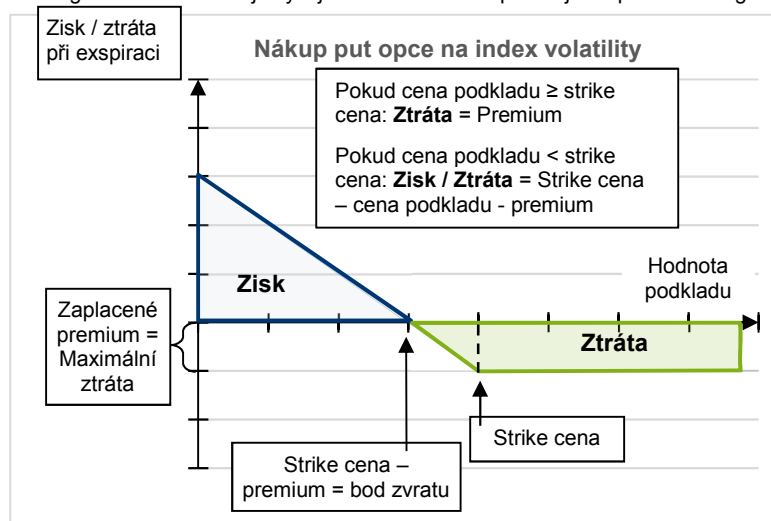 Zisk / ztráta
při exspiraci
Nákup put opce na index volatility
Pokud cena podkladu ≥ strike
cena: Ztráta = Premium
Pokud cena podkladu < strike
cena: Zisk / Ztráta = Strike cena
– cena podkladu - premium
Zisk
Hodnota
podkladu
Zaplacené
premium =
Maximální
ztráta
Ztráta
Strike cena
Strike cena –
premium = bod zvratu